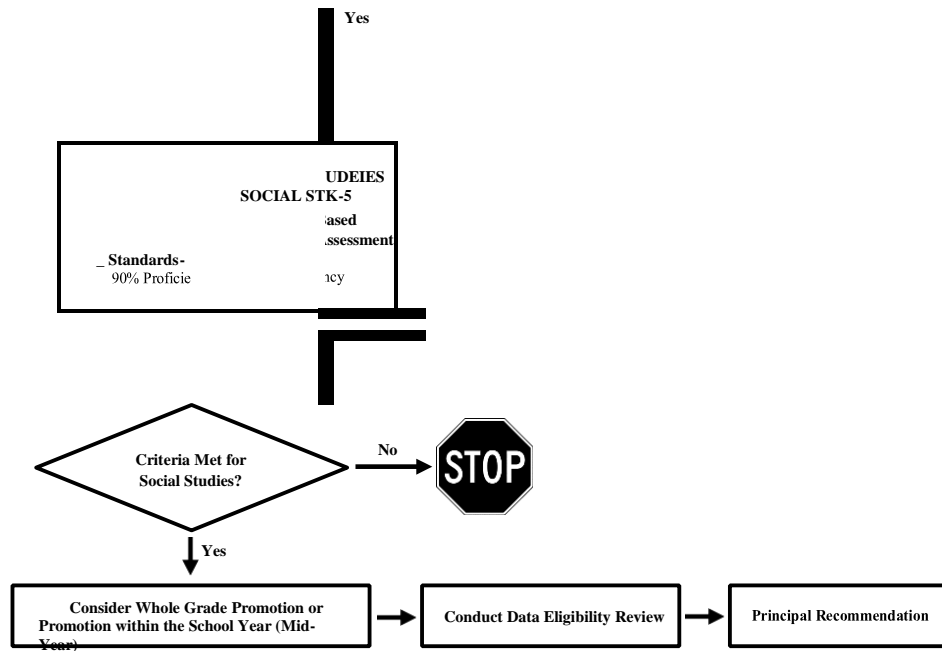 Yes
UDEIES
SOCIAL STK-5
ased
ssessment
_ Standards-
90% Proficie ncy
Criteria Met for
Social Studies?
No
STOP
Yes
Consider Whole Grade Promotion or
Promotion within the School Year (Mid-
Year)
Conduct Data Eligibility Review
Principal Recommendation